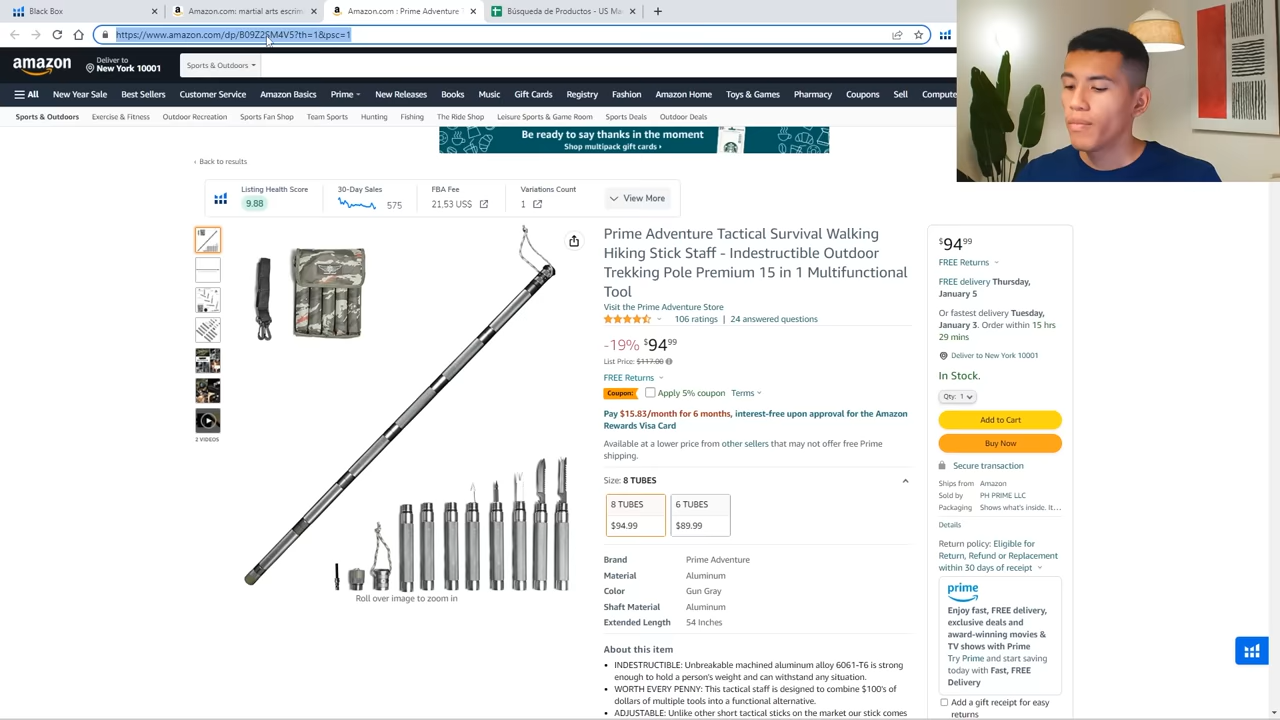 Black Box
Amazon.com: martial arts escrim
Amazon.com : Prime Adventure T
Búsqueda de Productos - US Ma
https://www.amazon.com/dp/B09Z2SM4V5?th=1&psc=1
amazon
Deliver to
New York 10001
Sports & Outdoors
All
New Year Sale
Best Sellers
Customer Service
Amazon Basics
Prime
New Releases
Books
Music
Gift Cards
Registry
Fashion
Amazon Home
Toys & Games
Pharmacy
Coupons
Sell
Compute
Sports & Outdoors
Exercise & Fitness
Outdoor Recreation
Sports Fan Shop
Team Sports
Hunting
Fishing
The Ride Shop
Leisure Sports & Game Room
Sports Deals
Outdoor Deals
Be ready to say thanks in the moment
Shop multipack gift cards ›
‹ Back to results
Listing Health Score
9.88
30-Day Sales
575
FBA Fee
21,53 US$
Variations Count
1
View More
Prime Adventure Tactical Survival Walking
Hiking Stick Staff - Indestructible Outdoor
Trekking Pole Premium 15 in 1 Multifunctional
Tool
Visit the Prime Adventure Store
106 ratings | 24 answered questions
-19% $94.99
List Price: $117.00
FREE Returns
Coupon: Apply 5% coupon Terms
Pay $15.83/month for 6 months, interest-free upon approval for the Amazon
Rewards Visa Card
Available at a lower price from other sellers that may not offer free Prime
shipping.
Size: 8 TUBES
8 TUBES
$94.99
6 TUBES
$89.99
Brand Prime Adventure
Material Aluminum
Color Gun Gray
Shaft Material Aluminum
Extended Length 54 Inches
About this item
• INDESTRUCTIBLE: Unbreakable machined aluminum alloy 6061-T6 is strong
enough to hold a person's weight and can withstand any situation.
• WORTH EVERY PENNY: This tactical staff is designed to combine $100's of
dollars of multiple tools into a functional alternative.
• ADJUSTABLE: Unlike other short tactical sticks on the market our stick comes
2 VIDEOS
Roll over image to zoom in
$94.99
FREE Returns
FREE delivery Thursday,
January 5
Or fastest delivery Tuesday,
January 3. Order within 15 hrs
29 mins
Deliver to New York 10001
In Stock.
Qty: 1
Add to Cart
Buy Now
Secure transaction
Ships from Amazon
Sold by PH PRIME LLC
Packaging Shows what's inside. It…
Details
Return policy: Eligible for
Return, Refund or Replacement
within 30 days of receipt
prime
Enjoy fast, FREE delivery,
exclusive deals and
award-winning movies &
TV shows with Prime
Try Prime and start saving
today with Fast, FREE
Delivery
Add a gift receipt for easy
returns